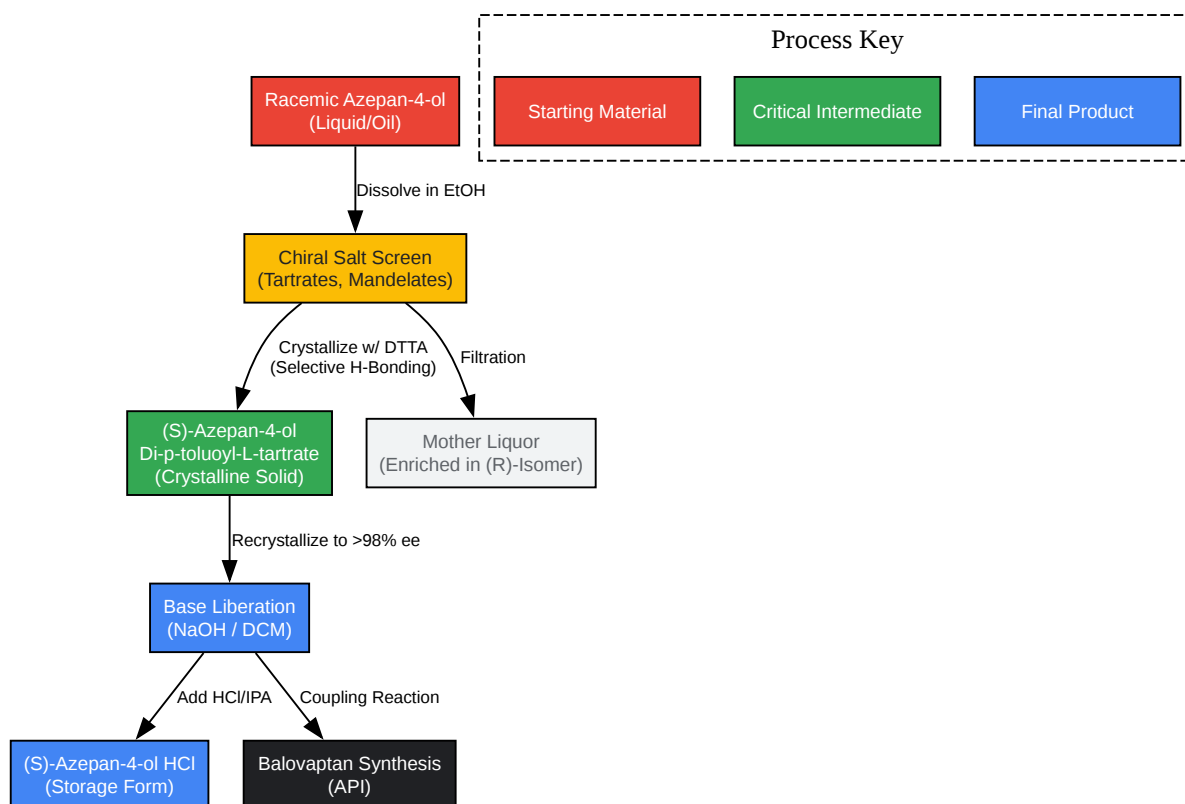 Process Key
Racemic Azepan-4-ol
(Liquid/Oil)
Starting Material
Critical Intermediate
Final Product
Dissolve in EtOH
Chiral Salt Screen
(Tartrates, Mandelates)
Crystallize w/ DTTA
(Selective H-Bonding)
Filtration
(S)-Azepan-4-ol
Di-p-toluoyl-L-tartrate
(Crystalline Solid)
Mother Liquor
(Enriched in (R)-Isomer)
Recrystallize to >98% ee
Base Liberation
(NaOH / DCM)
Add HCl/IPA
Coupling Reaction
(S)-Azepan-4-ol HCl
(Storage Form)
Balovaptan Synthesis
(API)